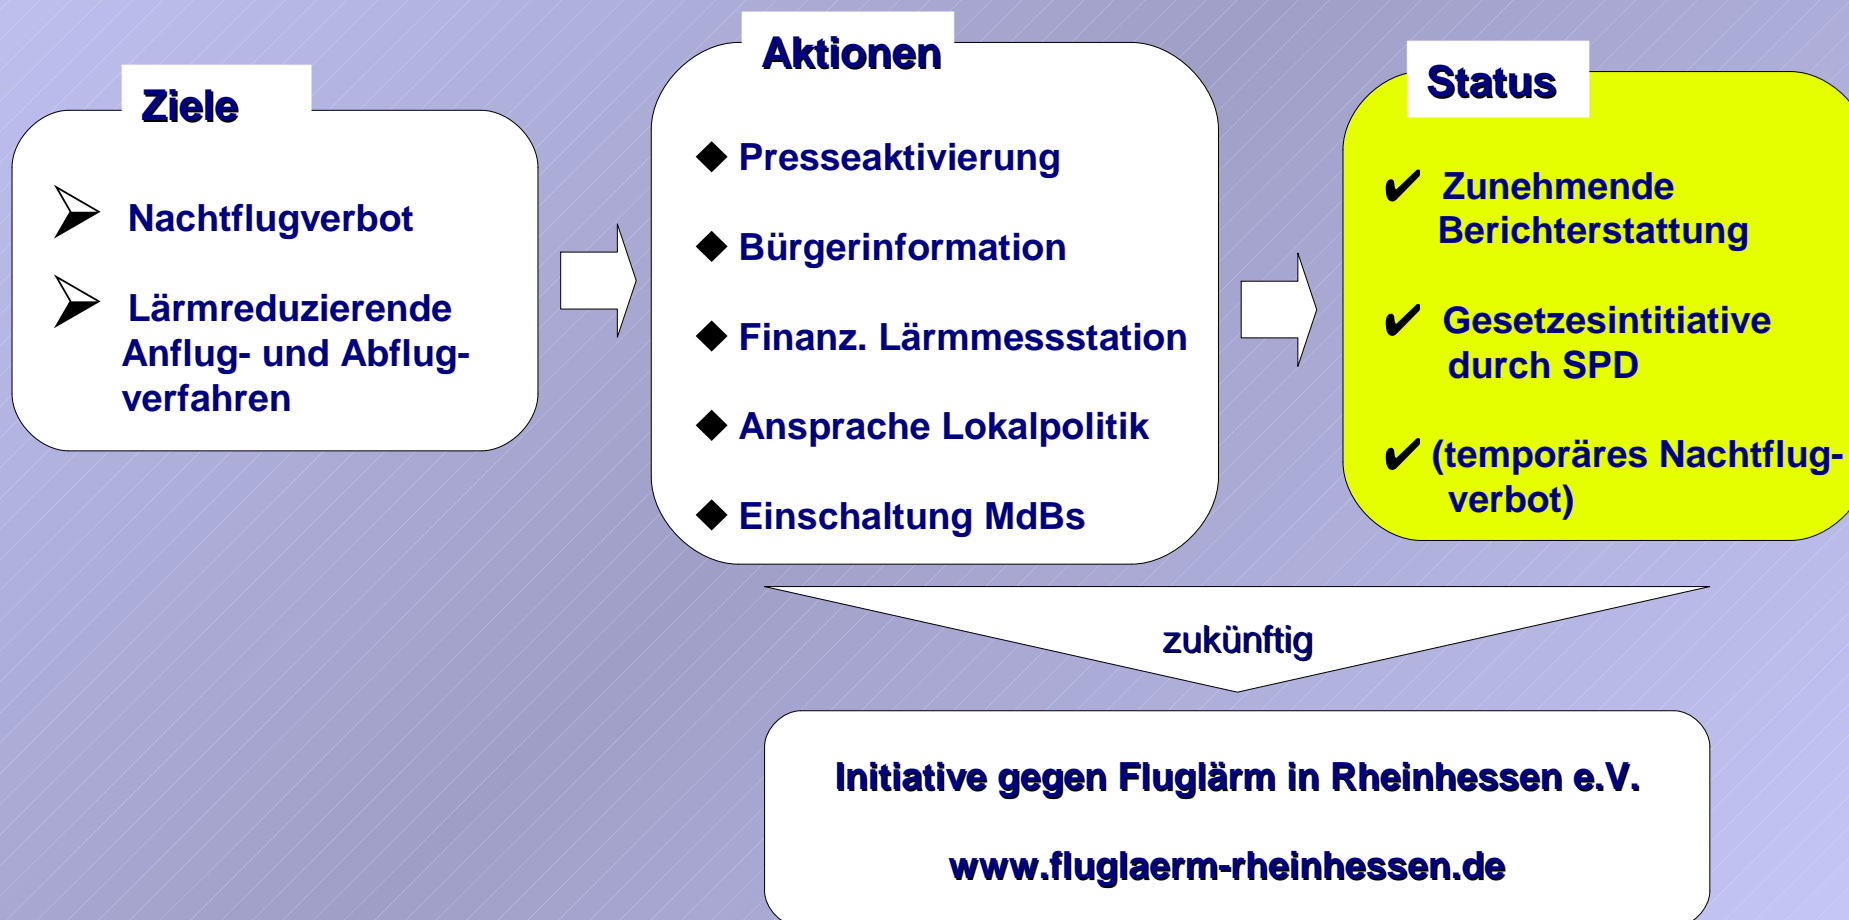 Ziele
Nachtflugverbot
Lärmreduzierende
Anflug- und Abflug-
verfahren
Aktionen
Presseaktivierung
Bürgerinformation
Finanz. Lärmmessstation
Ansprache Lokalpolitik
Einschaltung MdBs
Status
Zunehmende
Berichterstattung
Gesetzesintitiative
durch SPD
(temporäres Nachtflug-
verbot)
zukünftig
Initiative gegen Fluglärm in Rheinhessen e.V.
www.fluglaerm-rheinhessen.de